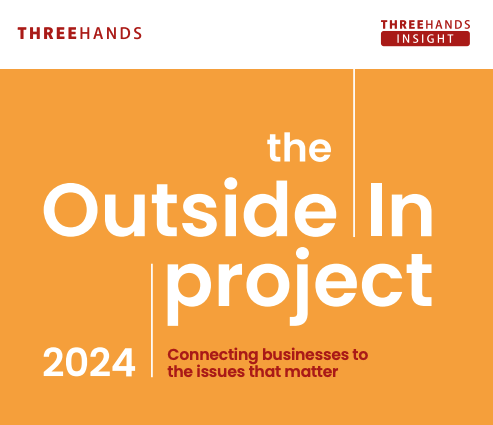 THREEHANDS
THREEHANDS
INSIGHT
the
Outside In
project
2024
Connecting businesses to
the issues that matter